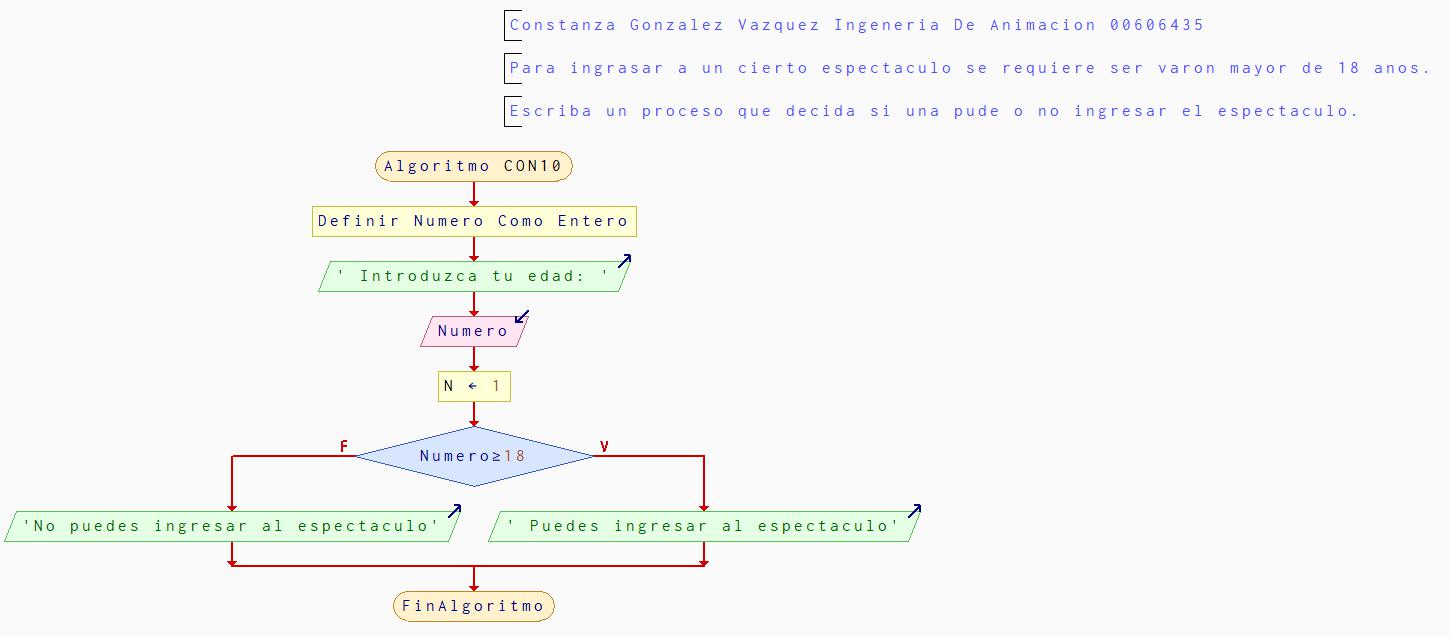 Constanza Gonzalez Vazquez Ingeneria De Animacion 00606435
Para ingrasar a un cierto espectaculo se requiere ser varon mayor de 18 anos.
Escriba un proceso que decida si una pude o no ingresar el espectaculo.
Algoritmo CON10
Definir Numero Como Entero
' Introduzca tu edad: '
Numero
N ← 1
F
V
Numero≥18
'No puedes ingresar al espectaculo'
' Puedes ingresar al espectaculo'
FinAlgoritmo